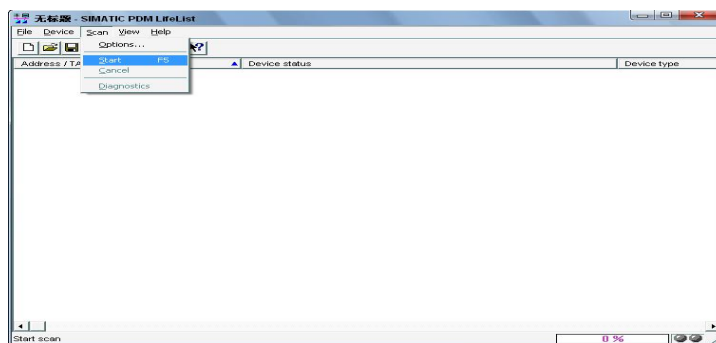 无标题 - SIMATIC PDM LifeList
File Device Scan View Help
Options...
Address / TA Device status Device type
Start F5
Cancel
Diagnostics
Start scan 0 %